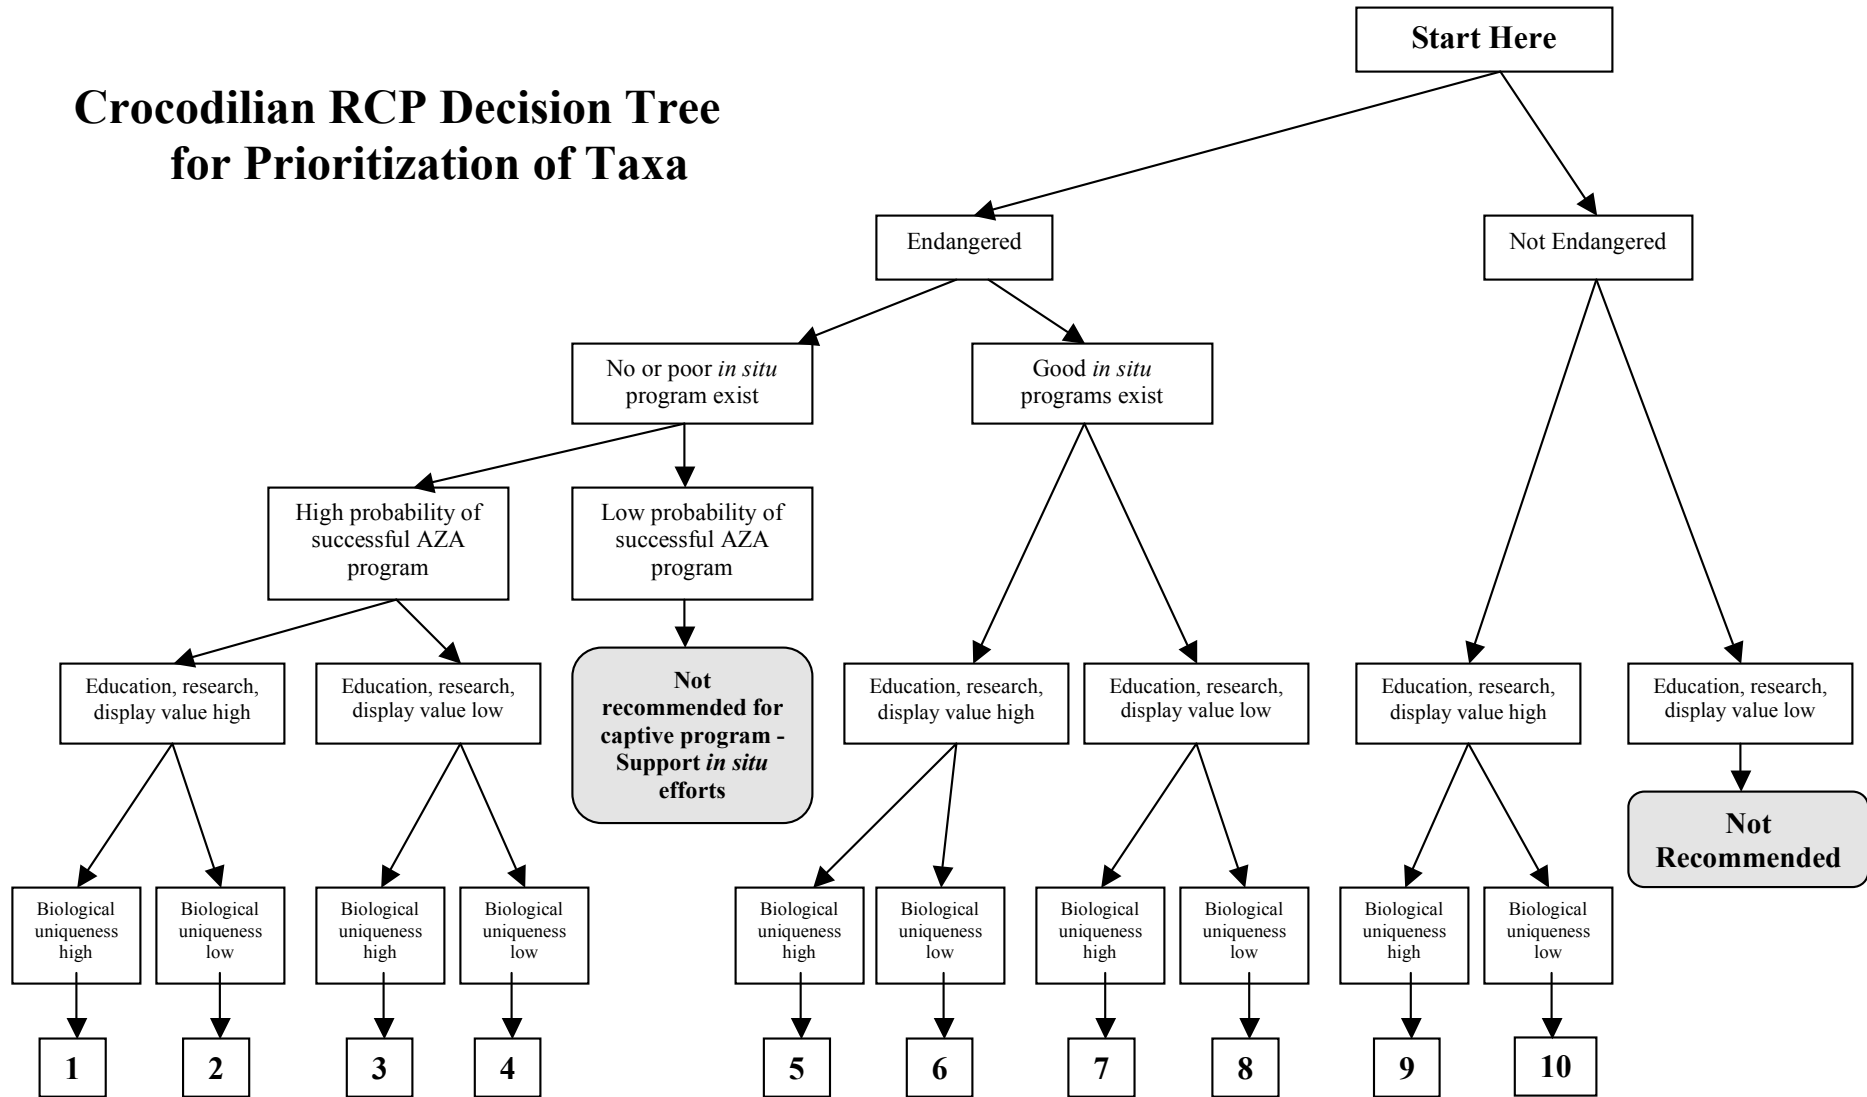 Start Here
Crocodilian RCP Decision Tree
for Prioritization of Taxa
Endangered
Not Endangered
No or poor in situ
program exist
Good in situ
programs exist
High probability of
successful AZA
program
Low probability of
successful AZA
program
Education, research,
display value high
Education, research,
display value low
Not
recommended for
captive program -
Support in situ
efforts
Education, research,
display value high
Education, research,
display value low
Education, research,
display value high
Education, research,
display value low
Not
Recommended
Biological
uniqueness
high
Biological
uniqueness
low
Biological
uniqueness
high
Biological
uniqueness
low
Biological
uniqueness
high
Biological
uniqueness
low
Biological
uniqueness
high
Biological
uniqueness
low
Biological
uniqueness
high
Biological
uniqueness
low
1
2
3
4
5
6
7
8
9
10